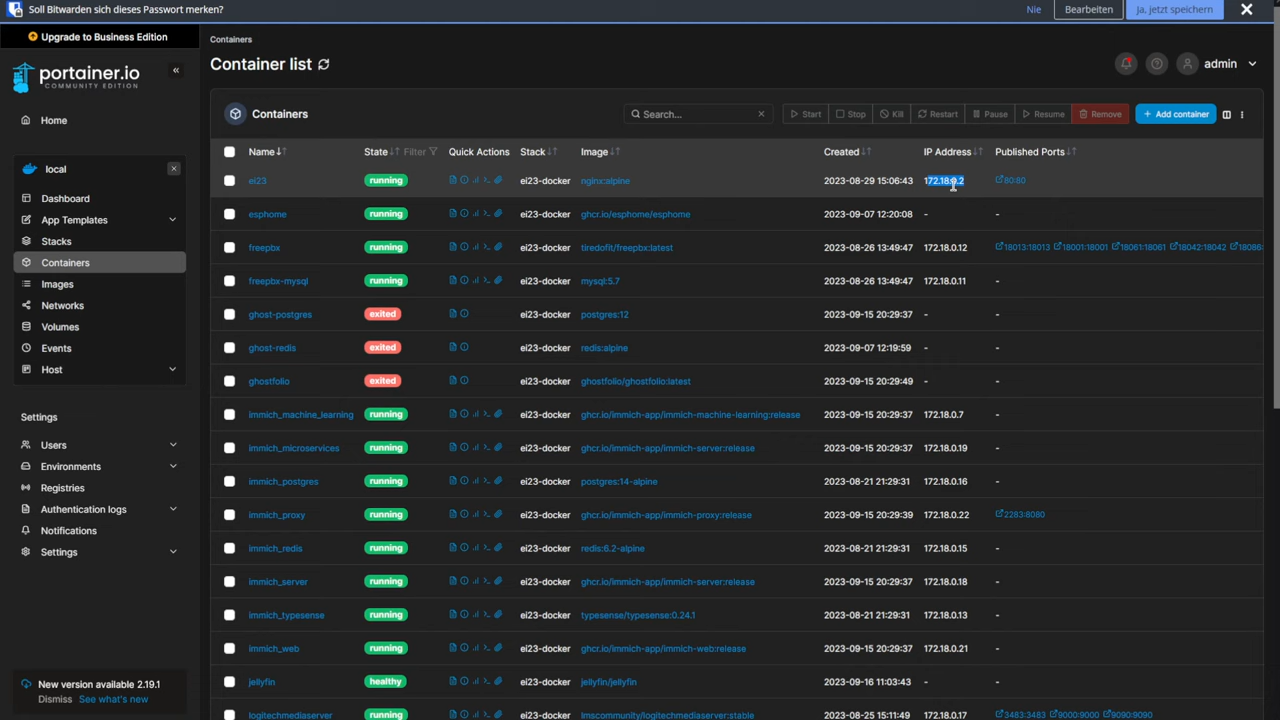 Soll Bitwarden sich dieses Passwort merken? Nie Bearbeiten Ja, jetzt speichern
Upgrade to Business Edition
portainer.io
COMMUNITY EDITION
Home
local
Dashboard
App Templates
Stacks
Containers
Images
Networks
Volumes
Events
Host
Settings
Users
Environments
Registries
Authentication logs
Notifications
Settings
New version available 2.19.1
Dismiss See what's new
Containers
Container list
admin
Containers Search... Start Stop Kill Restart Pause Resume Remove + Add container
Name State Filter Quick Actions Stack Image Created IP Address Published Ports
ei23 running ei23-docker nginx:alpine 2023-08-29 15:06:43 172.18.0.2 80:80
esphome running ei23-docker ghcr.io/esphome/esphome 2023-09-07 12:20:08 - -
freepbx running ei23-docker tiredofit/freepbx:latest 2023-08-26 13:49:47 172.18.0.12 18013:18013 18001:18001 18061:18061 18042:18042 18086:
freepbx-mysql running ei23-docker mysql:5.7 2023-08-26 13:49:47 172.18.0.11 -
ghost-postgres exited ei23-docker postgres:12 2023-09-15 20:29:37 - -
ghost-redis exited ei23-docker redis:alpine 2023-09-07 12:19:59 - -
ghostfolio exited ei23-docker ghostfolio/ghostfolio:latest 2023-09-15 20:29:49 - -
immich_machine_learning running ei23-docker ghcr.io/immich-app/immich-machine-learning:release 2023-09-15 20:29:37 172.18.0.7 -
immich_microservices running ei23-docker ghcr.io/immich-app/immich-server:release 2023-09-15 20:29:37 172.18.0.19 -
immich_postgres running ei23-docker postgres:14-alpine 2023-08-21 21:29:31 172.18.0.16 -
immich_proxy running ei23-docker ghcr.io/immich-app/immich-proxy:release 2023-09-15 20:29:39 172.18.0.22 2283:8080
immich_redis running ei23-docker redis:6.2-alpine 2023-08-21 21:29:31 172.18.0.15 -
immich_server running ei23-docker ghcr.io/immich-app/immich-server:release 2023-09-15 20:29:37 172.18.0.18 -
immich_typesense running ei23-docker typesense/typesense:0.24.1 2023-08-21 21:29:31 172.18.0.13 -
immich_web running ei23-docker ghcr.io/immich-app/immich-web:release 2023-09-15 20:29:37 172.18.0.21 -
jellyfin healthy ei23-docker jellyfin/jellyfin 2023-09-16 11:03:43 - -
logitechmediaserver running ei23-docker lmscommunity/logitechmediaserver:stable 2023-08-25 15:11:49 172.18.0.17 3483:3483 9000:9000 9090:9090